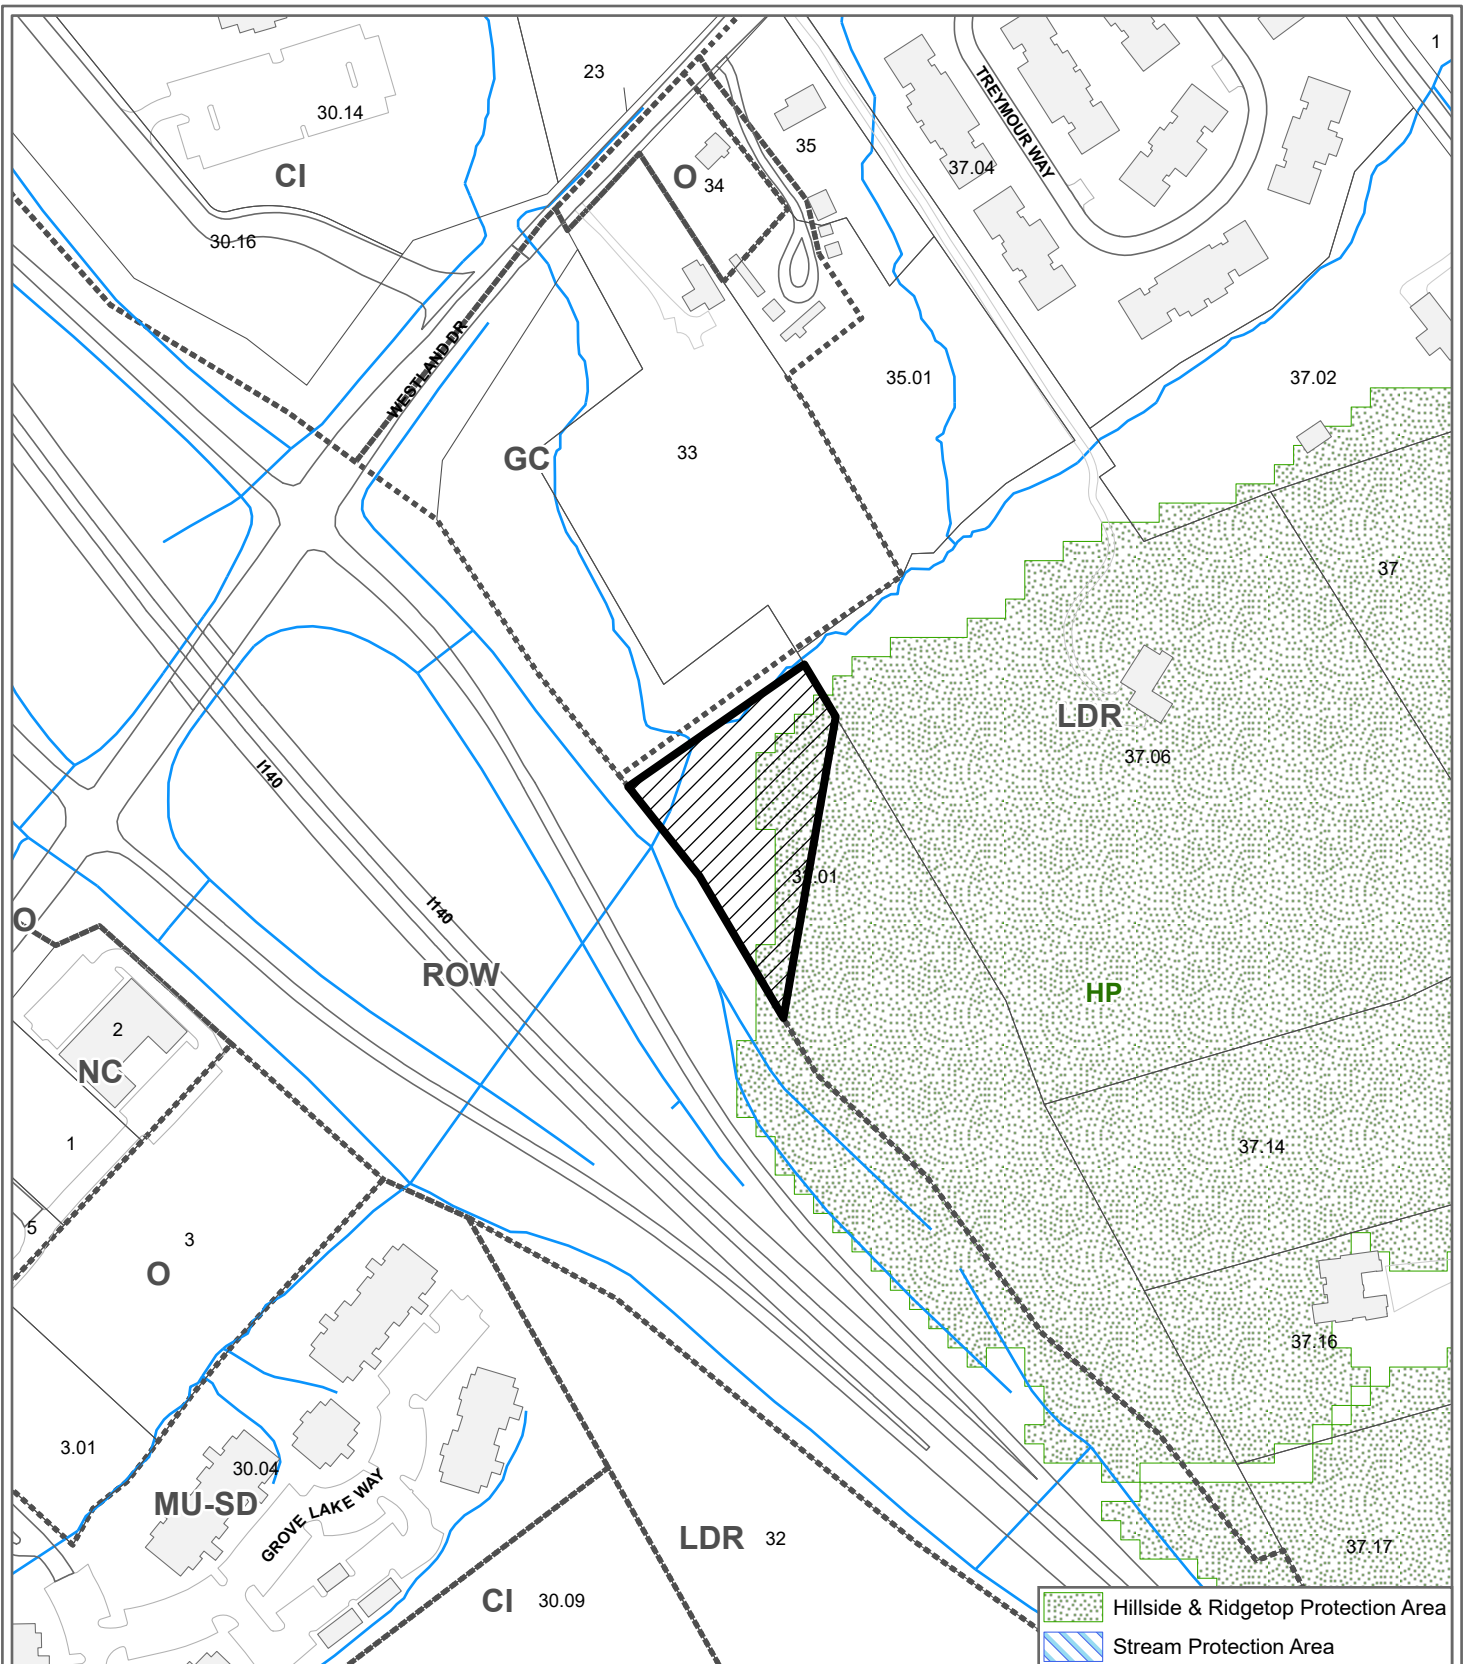 1
23
30.14
TREYMOUR WAY
35
CI
37.04
O
34
30.16
WESTLAND DR
35.01
37.02
GC
33
37
LDR
37.06
I140
I140
O
ROW
HP
2
NC
1
37.14
5
3
O
37.16
3.01
30.04
MU-SD
GROVE LAKE WAY
LDR
32
37.17
CI
30.09
Hillside & Ridgetop Protection Area
Stream Protection Area